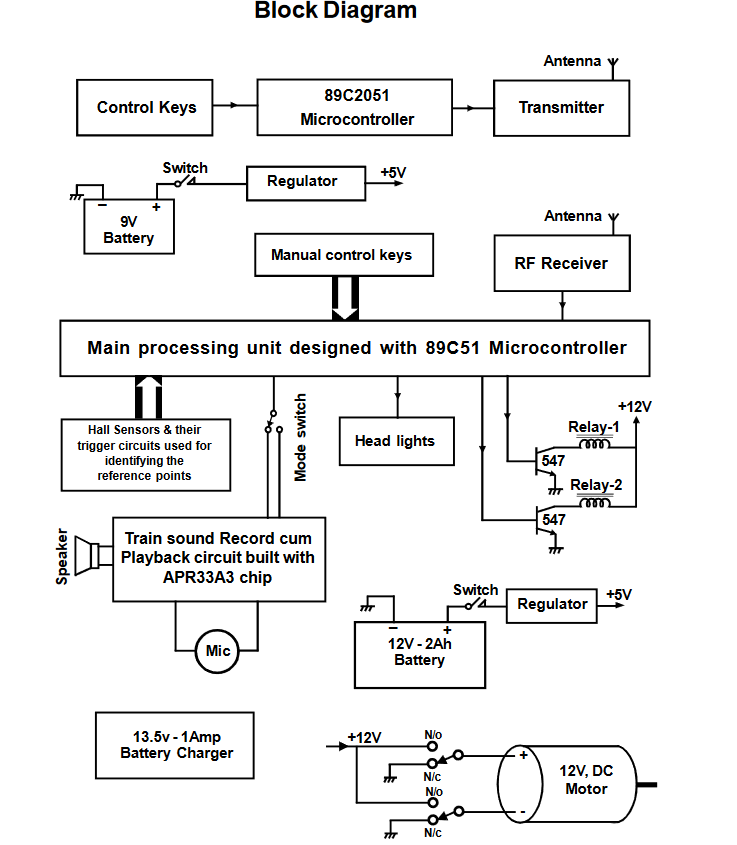 Block Diagram
Antenna
Control Keys
89C2051
Microcontroller
Transmitter
Switch
Regulator
+5V
− +
9V
Battery
Antenna
Manual control keys
RF Receiver
Main processing unit designed with 89C51 Microcontroller
Hall Sensors & their
trigger circuits used for
identifying the
reference points
Mode switch
Head lights
+12V
Relay-1
547
Relay-2
547
Speaker
Train sound Record cum
Playback circuit built with
APR33A3 chip
Mic
Switch
Regulator
+5V
− +
12V - 2Ah
Battery
13.5v - 1Amp
Battery Charger
+12V
N/o
N/c
N/o
N/c
+
-
12V, DC
Motor